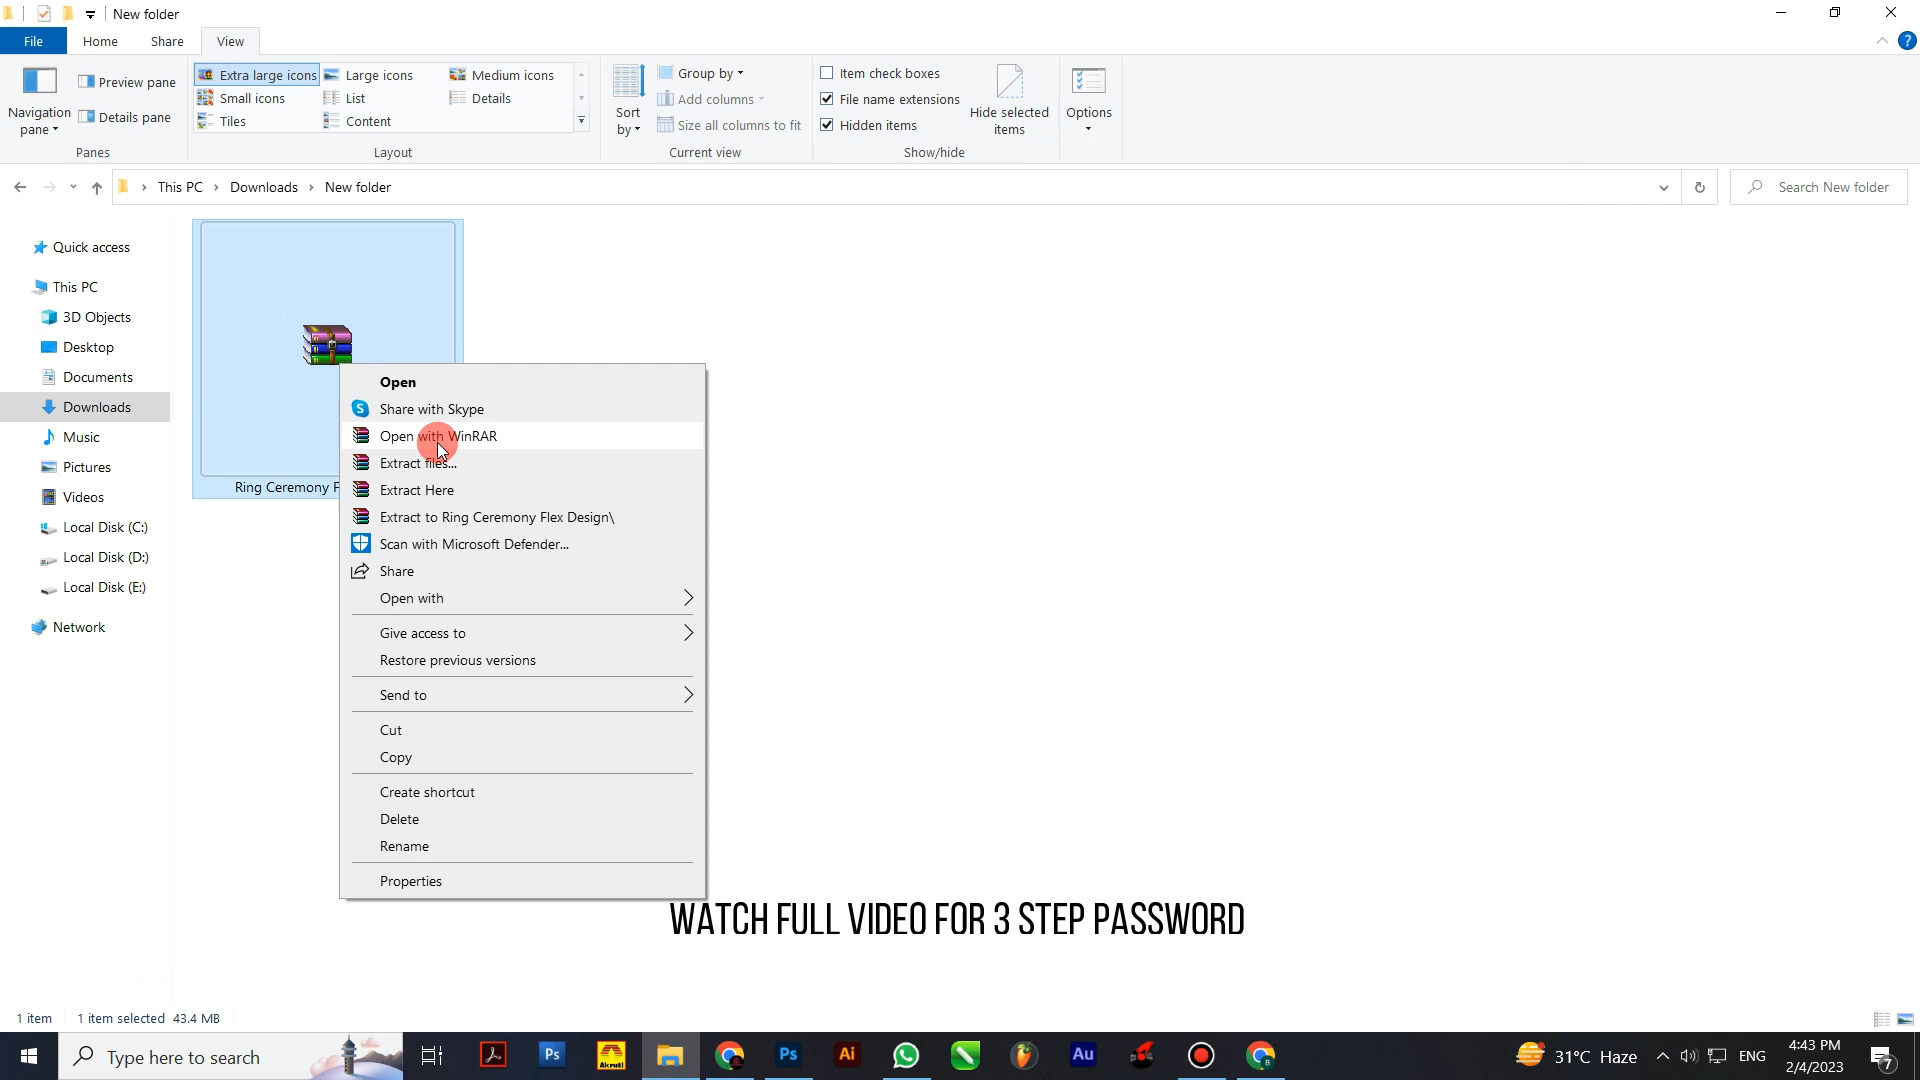 New folder
File Home Share View
Navigation pane
Preview pane
Details pane
Panes
Extra large icons Large icons Medium icons
Small icons List Details
Tiles Content
Layout
Sort by
Group by
Add columns
Size all columns to fit
Current view
Item check boxes
File name extensions
Hidden items
Hide selected items
Show/hide
Options
This PC Downloads New folder
Search New folder
Quick access
This PC
3D Objects
Desktop
Documents
Downloads
Music
Pictures
Videos
Local Disk (C:)
Local Disk (D:)
Local Disk (E:)
Network
Ring Ceremony F
Open
Share with Skype
Open with WinRAR
Extract files...
Extract Here
Extract to Ring Ceremony Flex Design\
Scan with Microsoft Defender...
Share
Open with
Give access to
Restore previous versions
Send to
Cut
Copy
Create shortcut
Delete
Rename
Properties
WATCH FULL VIDEO FOR 3 STEP PASSWORD
1 item 1 item selected 43.4 MB
Type here to search
Ps
Akruti
Ps
Ai
Au
31°C Haze
ENG
4:43 PM
2/4/2023
7